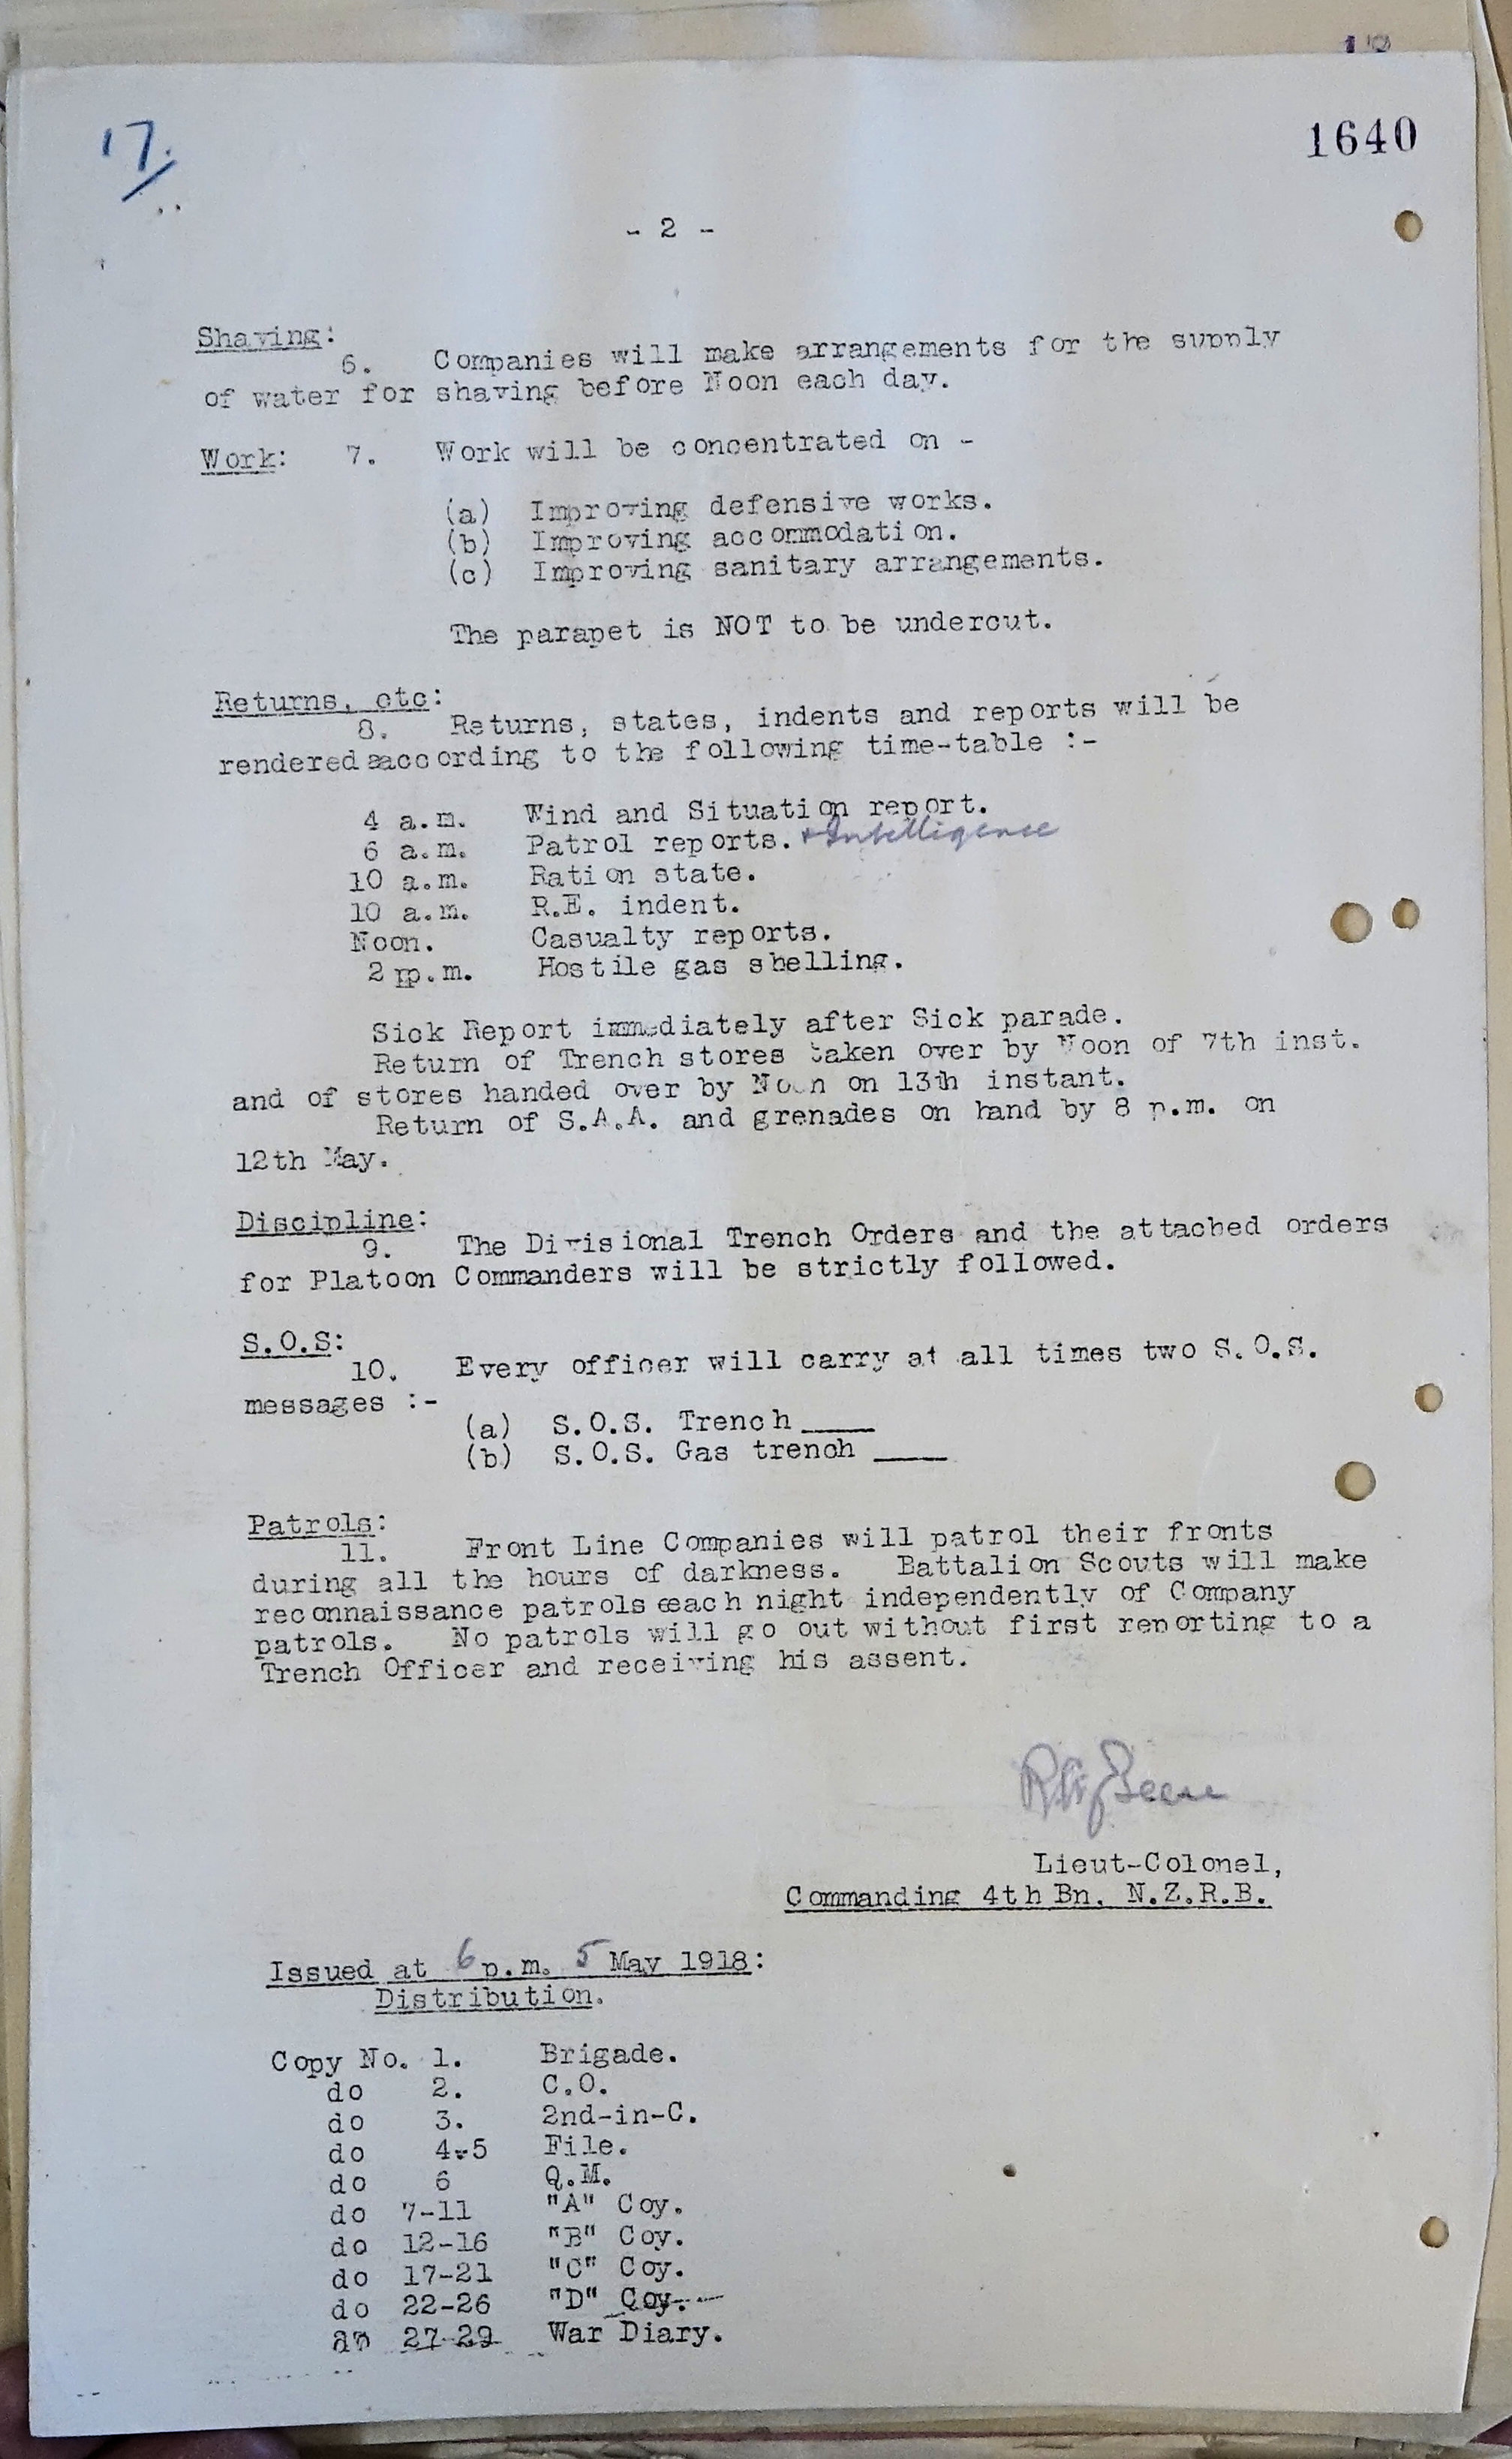 17.
1640
- 2 -
Shaving:
6. Companies will make arrangements for the supply
of water for shaving before Noon each day.
Work: 7. Work will be concentrated on -
(a) Improving defensive works.
(b) Improving accommodation.
(c) Improving sanitary arrangements.
The parapet is NOT to be undercut.
Returns, etc:
8. Returns, states, indents and reports will be
rendered aaccording to the following time-table :-
4 a.m. Wind and Situation report.
6 a.m. Patrol reports. + Intelligence
10 a.m. Ration state.
10 a.m. R.E. indent.
Noon. Casualty reports.
2 p.m. Hostile gas shelling.
Sick Report immediately after Sick parade.
Return of Trench stores taken over by Noon of 7th inst.
and of stores handed over by Noon on 13th instant.
Return of S.A.A. and grenades on hand by 8 p.m. on
12th May.
Discipline:
9. The Divisional Trench Orders and the attached orders
for Platoon Commanders will be strictly followed.
S.O.S:
10. Every officer will carry at all times two S.O.S.
messages :-
(a) S.O.S. Trench ____
(b) S.O.S. Gas trench ____
Patrols:
11. Front Line Companies will patrol their fronts
during all the hours of darkness. Battalion Scouts will make
reconnaissance patrols eeach night independently of Company
patrols. No patrols will go out without first reporting to a
Trench Officer and receiving his assent.
Lieut-Colonel,
Commanding 4th Bn. N.Z.R.B.
Issued at 6 p.m. 5 May 1918:
Distribution.
Copy No. 1. Brigade.
do 2. C.O.
do 3. 2nd-in-C.
do 4-5 File.
do 6 Q.M.
do 7-11 "A" Coy.
do 12-16 "B" Coy.
do 17-21 "C" Coy.
do 22-26 "D" Coy.
27-29 War Diary.